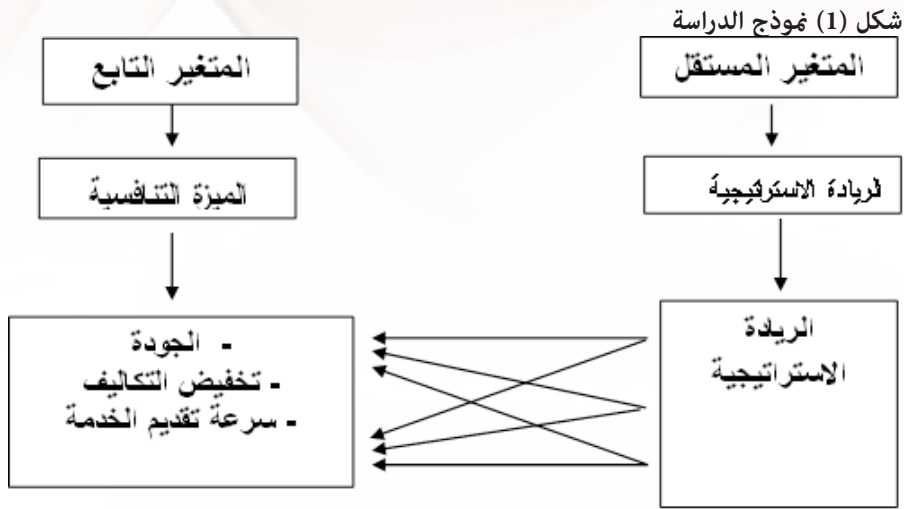 شكل (1) نموذج الدراسة
المتغير المستقل
المتغير التابع
الريادة الاستراتيجية
الميزة التنافسية
الريادة
الاستراتيجية
- الجودة
- تخفيض التكاليف
- سرعة تقديم الخدمة